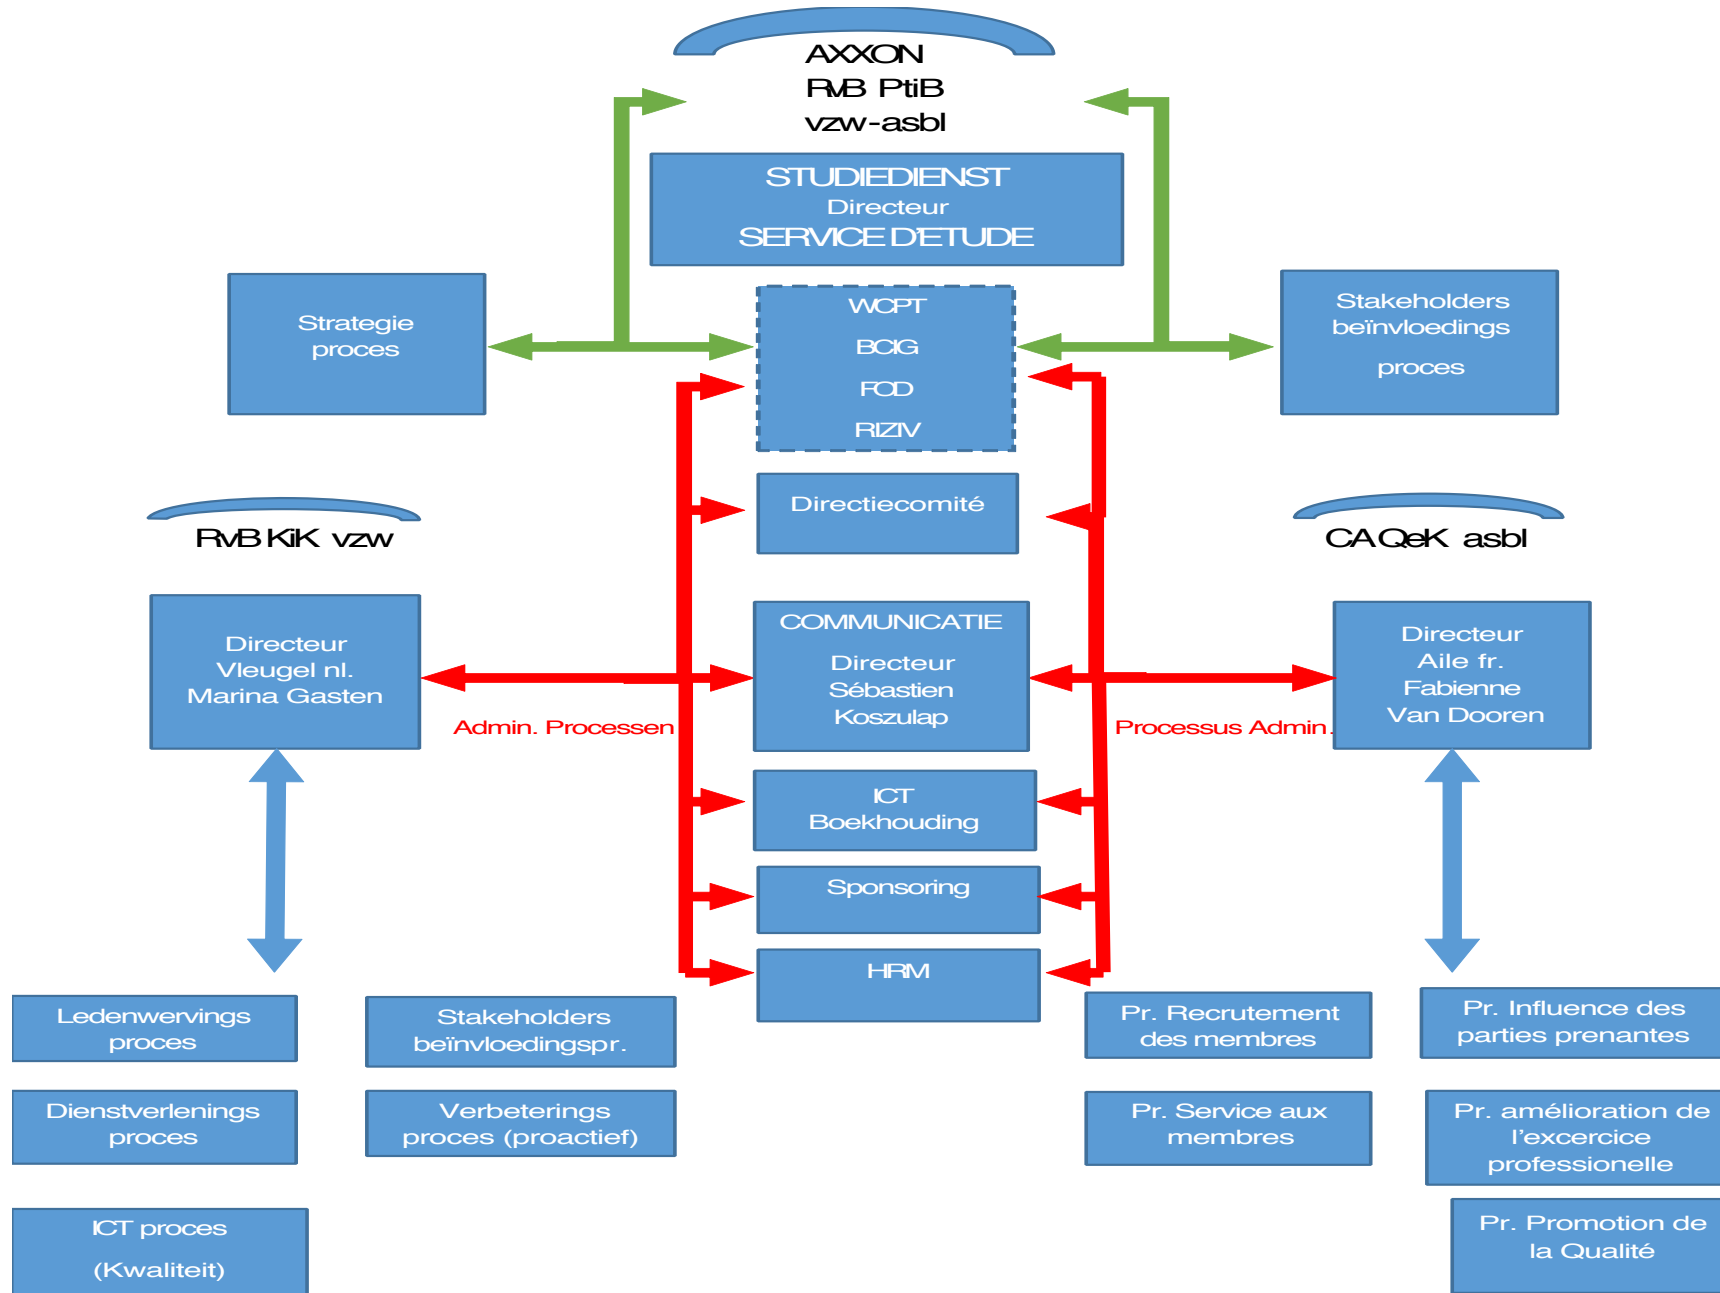 AXXON
RvB PtiB
vzw-asbl
STUDIEDIENST
Directeur
SERVICE D'ETUDE
Strategie
proces
WCPT
BCIG
FOD
RIZIV
Stakeholders
beïnvloedings
proces
Directiecomité
RvB KiK vzw
CA QeK asbl
Directeur
Vleugel nl.
Marina Gasten
COMMUNICATIE
Directeur
Sébastien
Koszulap
Directeur
Aile fr.
Fabienne
Van Dooren
Admin. Processen
Processus Admin.
ICT
Boekhouding
Sponsoring
HRM
Ledenwervings
proces
Stakeholders
beïnvloedingspr.
Pr. Recrutement
des membres
Pr. Influence des
parties prenantes
Dienstverlenings
proces
Verbeterings
proces (proactief)
Pr. Service aux
membres
Pr. amélioration de
l'excercice
professionelle
ICT proces
(Kwaliteit)
Pr. Promotion de
la Qualité